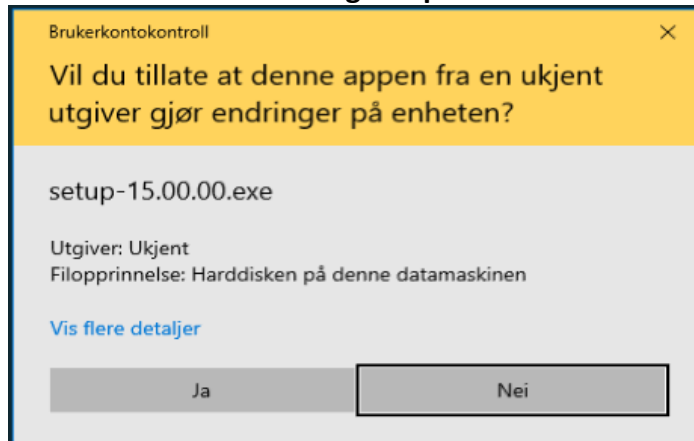 Brukerkontokontroll
Vil du tillate at denne appen fra en ukjent
utgiver gjør endringer på enheten?
setup-15.00.00.exe
Utgiver: Ukjent
Filopprinnelse: Harddisken på denne datamaskinen
Vis flere detaljer
Ja
Nei